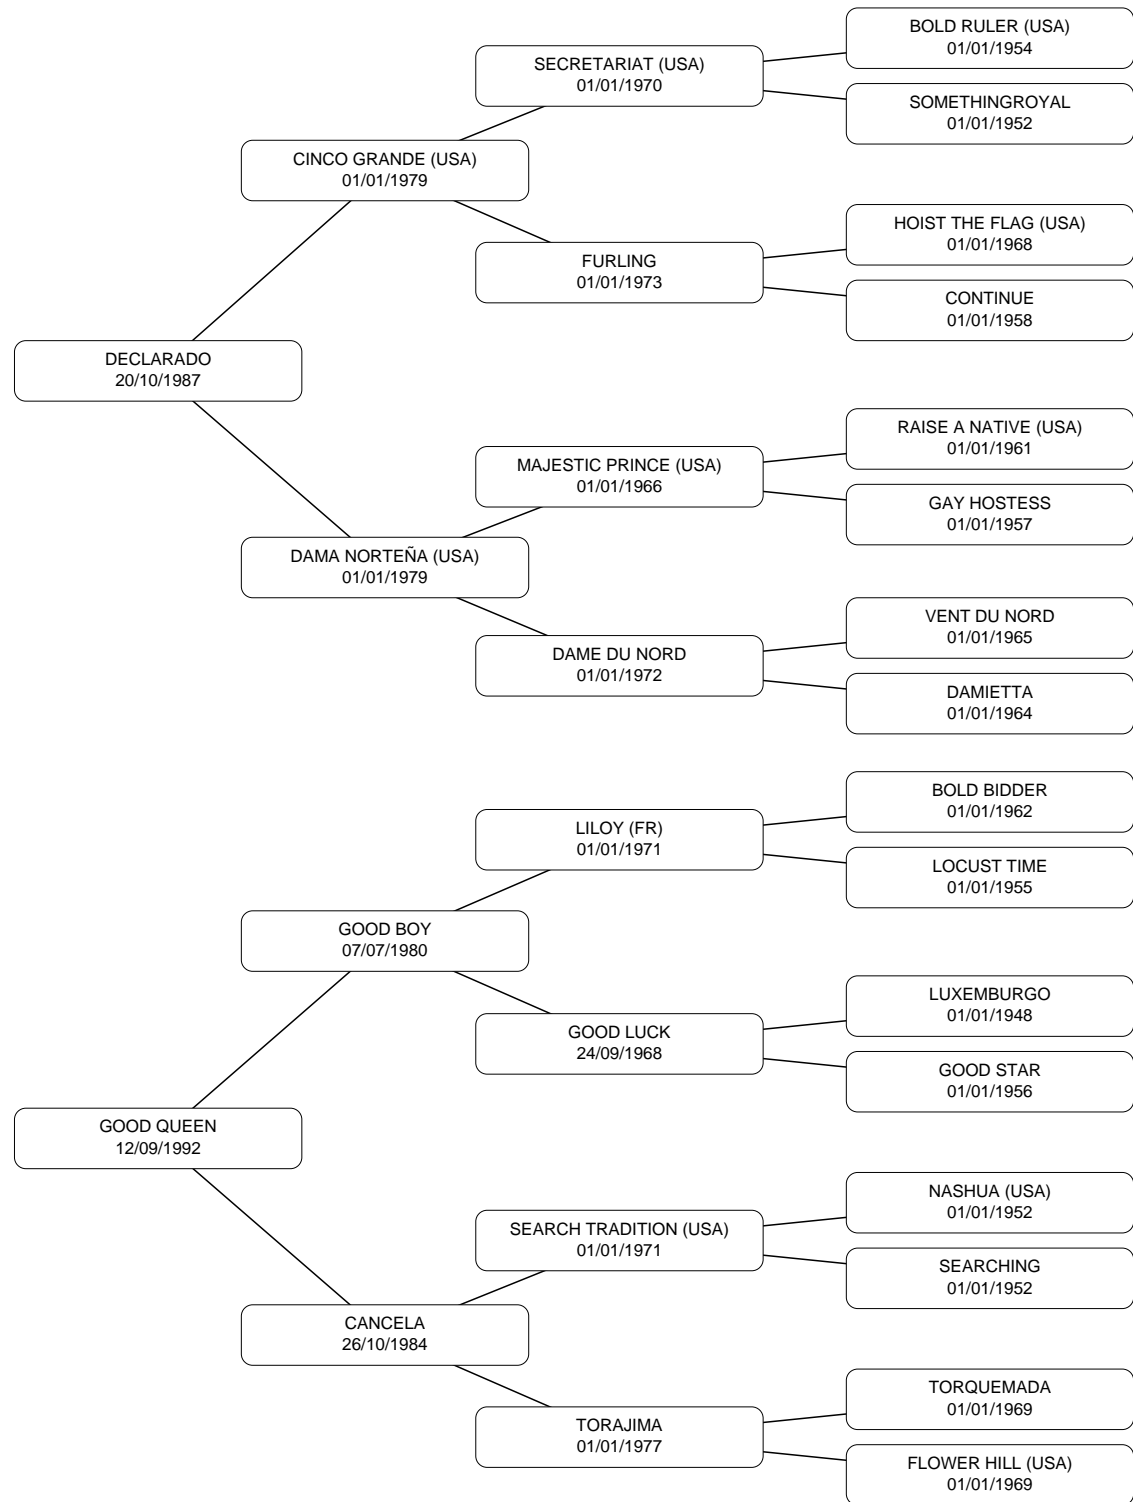 BOLD RULER (USA)
01/01/1954
SECRETARIAT (USA)
01/01/1970
SOMETHINGROYAL
01/01/1952
CINCO GRANDE (USA)
01/01/1979
HOIST THE FLAG (USA)
01/01/1968
FURLING
01/01/1973
CONTINUE
01/01/1958
DECLARADO
20/10/1987
RAISE A NATIVE (USA)
01/01/1961
MAJESTIC PRINCE (USA)
01/01/1966
GAY HOSTESS
01/01/1957
DAMA NORTEÑA (USA)
01/01/1979
VENT DU NORD
01/01/1965
DAME DU NORD
01/01/1972
DAMIETTA
01/01/1964
BOLD BIDDER
01/01/1962
LILOY (FR)
01/01/1971
LOCUST TIME
01/01/1955
GOOD BOY
07/07/1980
LUXEMBURGO
01/01/1948
GOOD LUCK
24/09/1968
GOOD STAR
01/01/1956
GOOD QUEEN
12/09/1992
NASHUA (USA)
01/01/1952
SEARCH TRADITION (USA)
01/01/1971
SEARCHING
01/01/1952
CANCELA
26/10/1984
TORQUEMADA
01/01/1969
TORAJIMA
01/01/1977
FLOWER HILL (USA)
01/01/1969